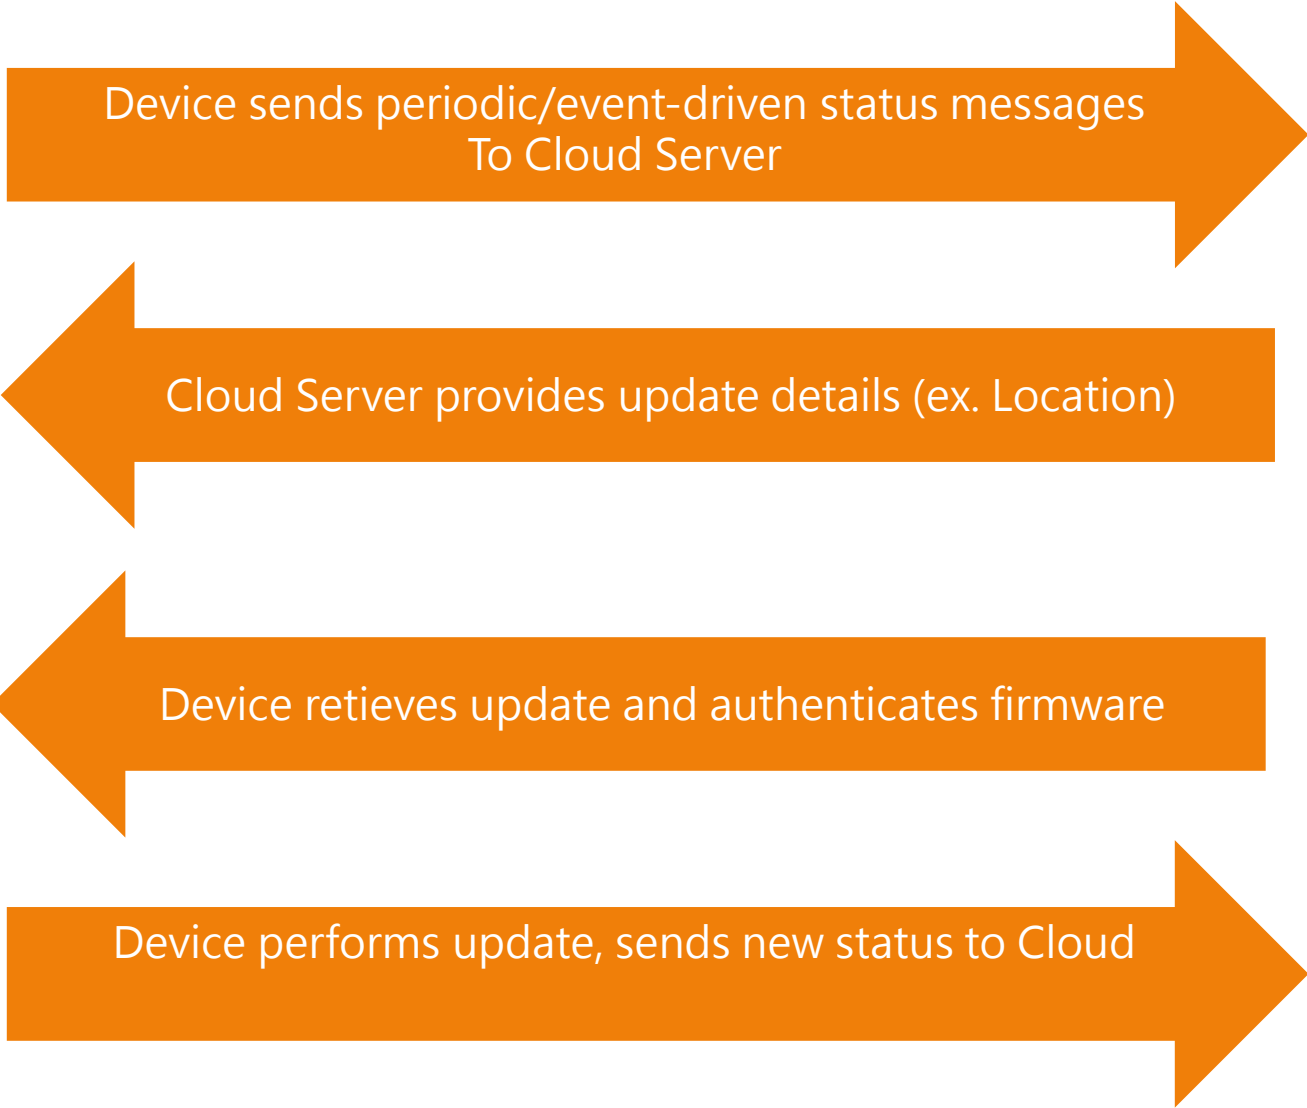 Device sends periodic/event-driven status messages
To Cloud Server
Cloud Server provides update details (ex. Location)
Device retieves update and authenticates firmware
Device performs update, sends new status to Cloud